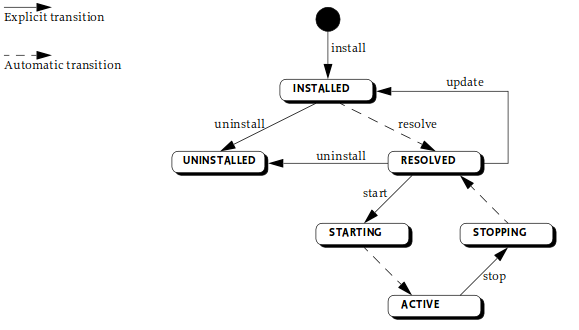 Explicit transition
Automatic transition
install
INSTALLED
update
uninstall
resolve
UNINSTALLED
uninstall
RESOLVED
start
STARTING
STOPPING
stop
ACTIVE